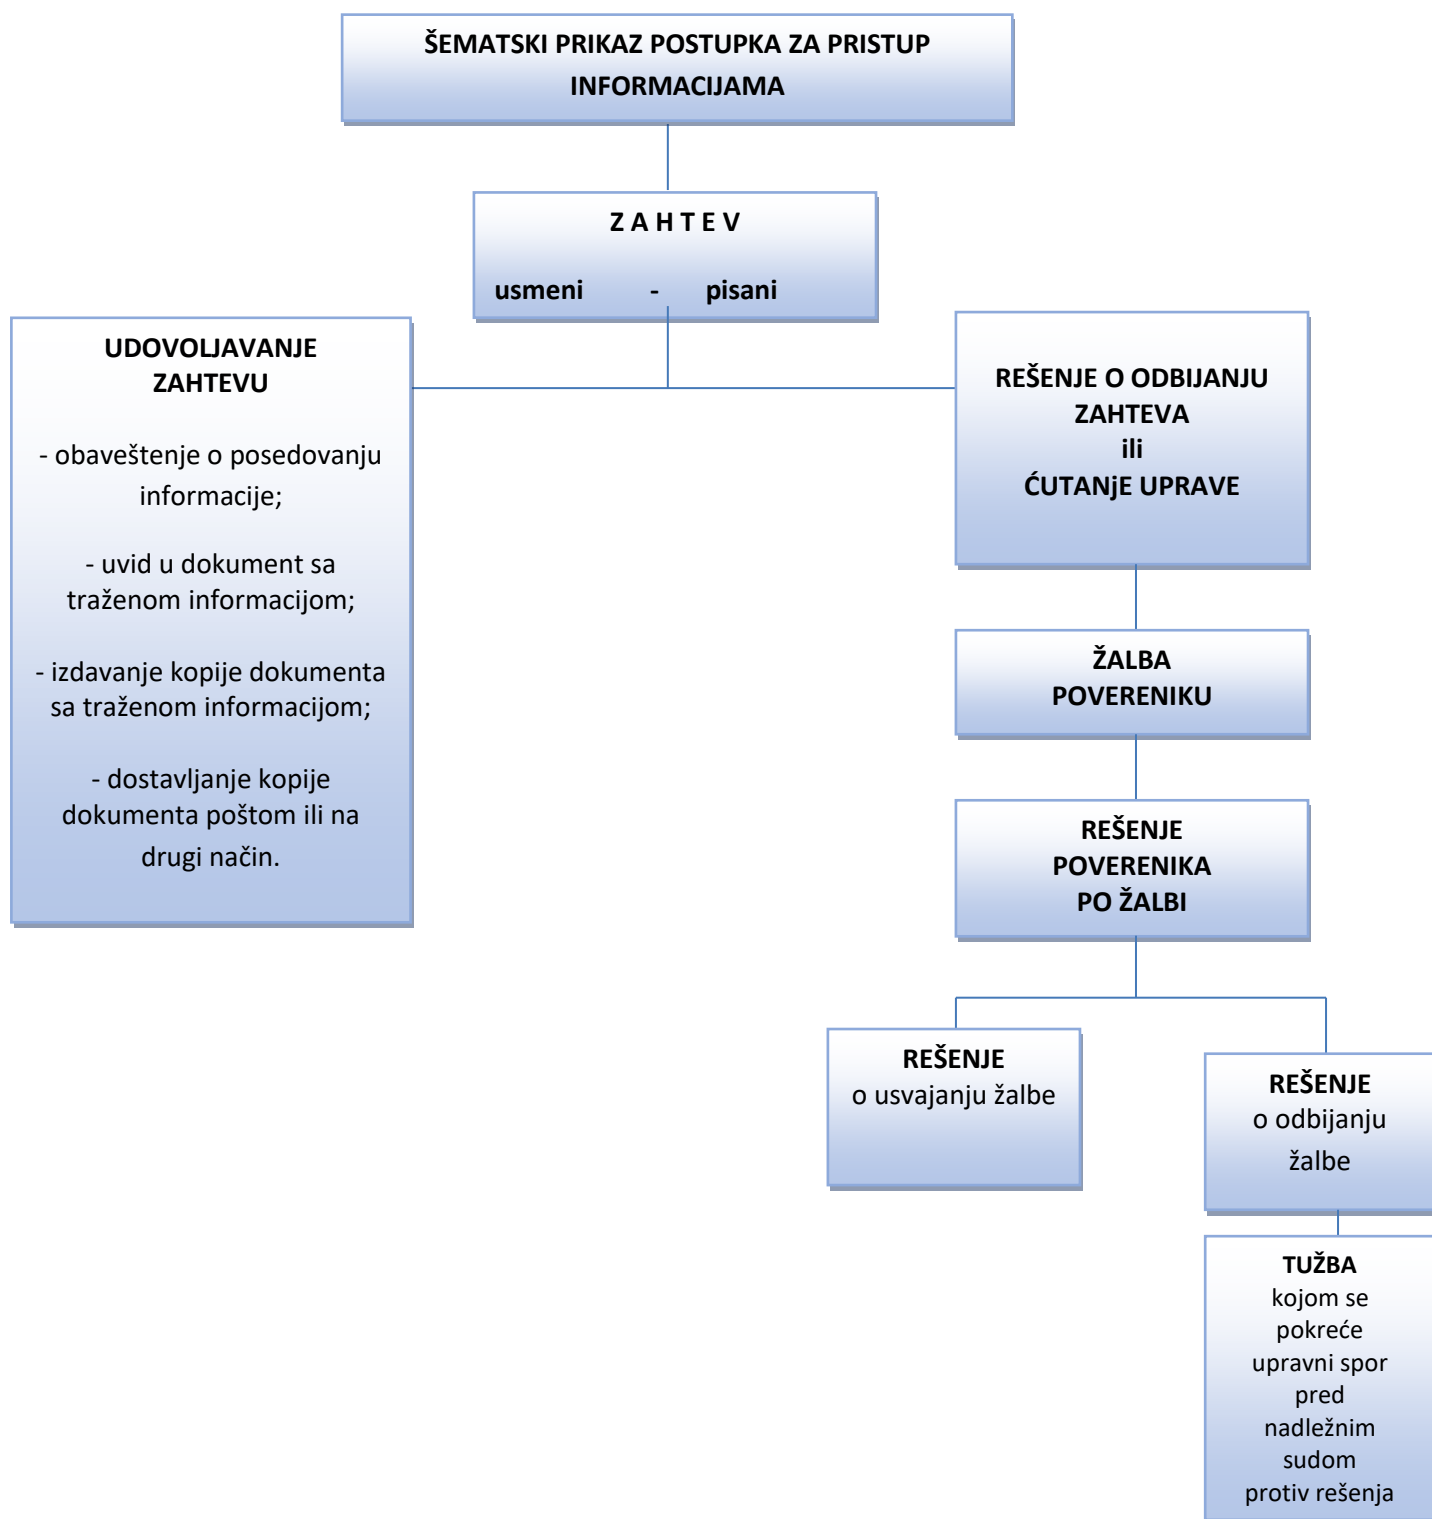 ŠEMATSKI PRIKAZ POSTUPKA ZA PRISTUP
INFORMACIJAMA
Z A H T E V
usmeni - pisani
UDOVOLJAVANJE
ZAHTEVU
- obaveštenje o posedovanju
informacije;
- uvid u dokument sa
traženom informacijom;
- izdavanje kopije dokumenta
sa traženom informacijom;
- dostavljanje kopije
dokumenta poštom ili na
drugi način.
REŠENJE O ODBIJANJU
ZAHTEVA
ili
ĆUTANjE UPRAVE
ŽALBA
POVERENIKU
REŠENJE
POVERENIKA
PO ŽALBI
REŠENJE
o usvajanju žalbe
REŠENJE
o odbijanju
žalbe
TUŽBA
kojom se
pokreće
upravni spor
pred
nadležnim
sudom
protiv rešenja